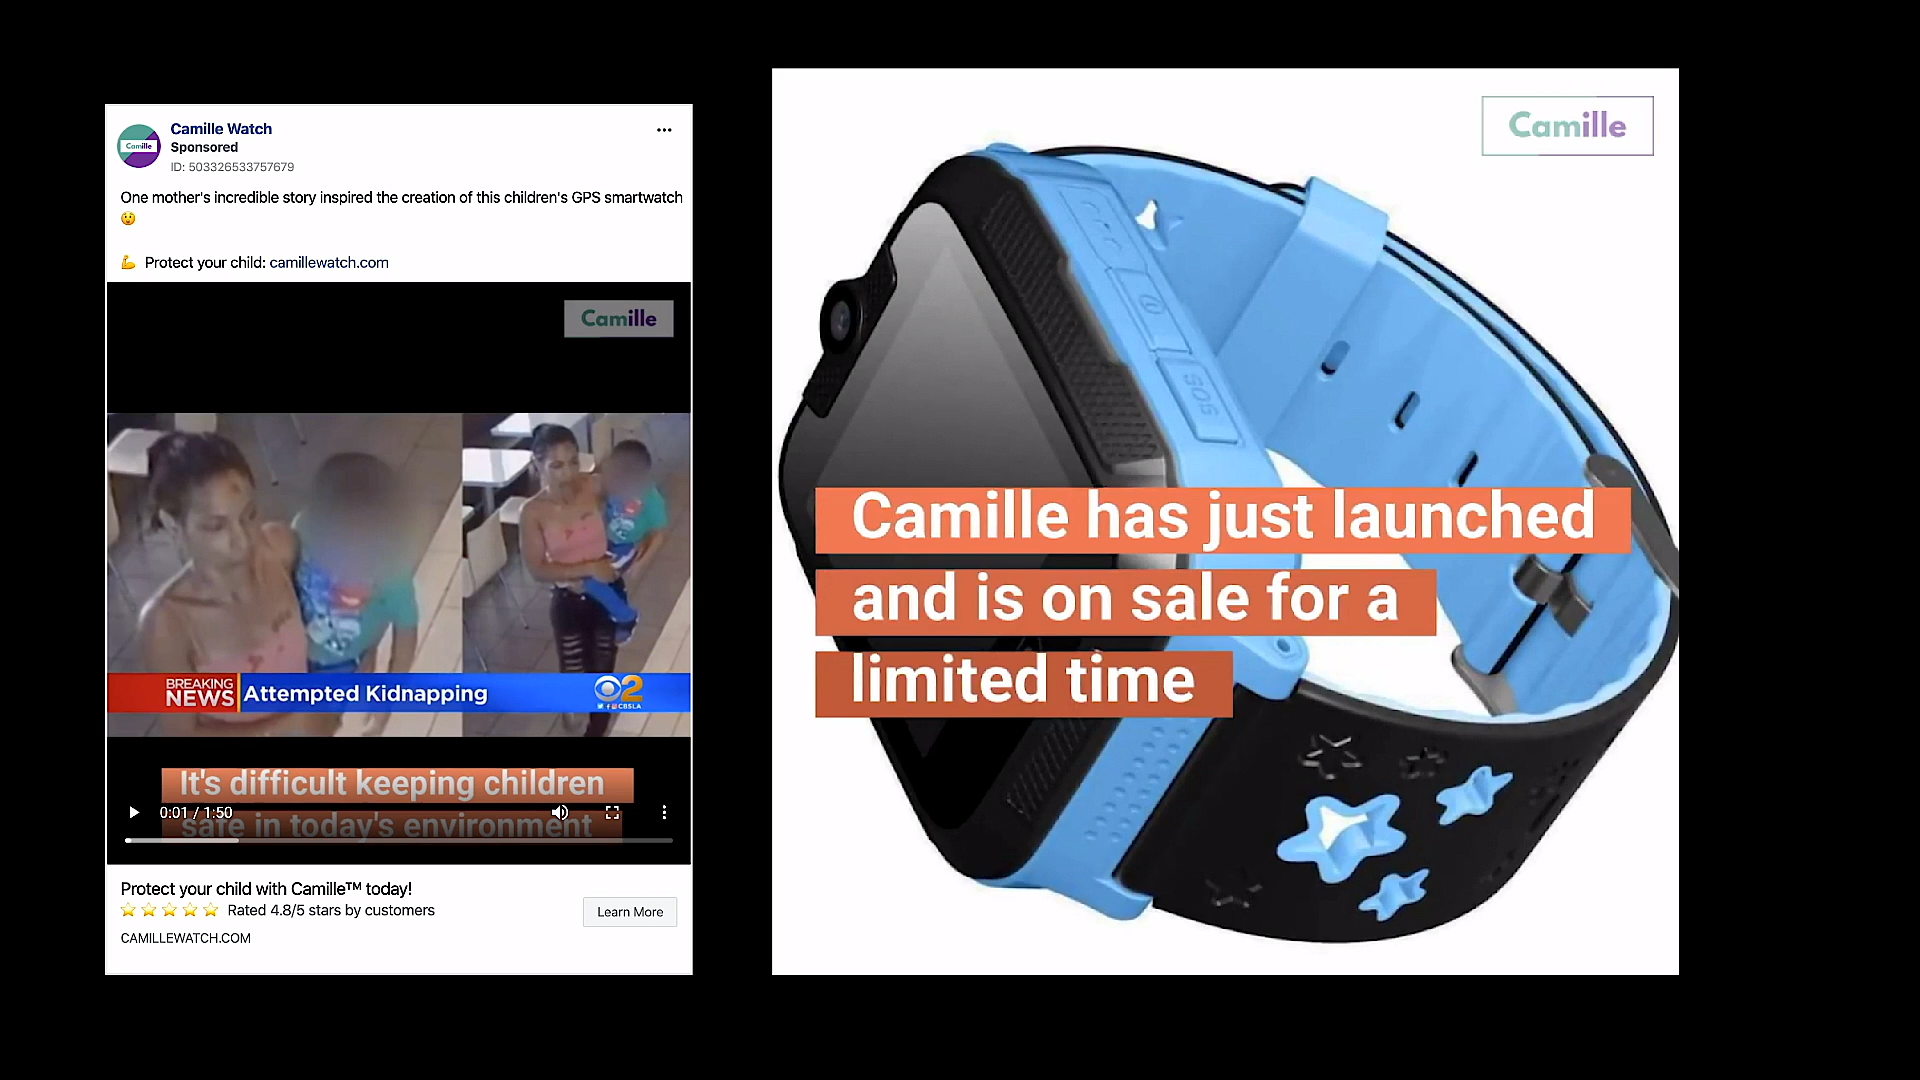 Camille Watch
Sponsored
ID: 503326533757679
Camille
One mother's incredible story inspired the creation of this children's GPS smartwatch
😯
💪 Protect your child: camillewatch.com
Camille
BREAKING
NEWS
Attempted Kidnapping
2
CBSLA
It's difficult keeping children
safe in today's environment
0:01 / 1:50
Protect your child with Camille™ today!
⭐⭐⭐⭐⭐ Rated 4.8/5 stars by customers
Learn More
CAMILLEWATCH.COM
Camille
SOS
Camille has just launched
and is on sale for a
limited time